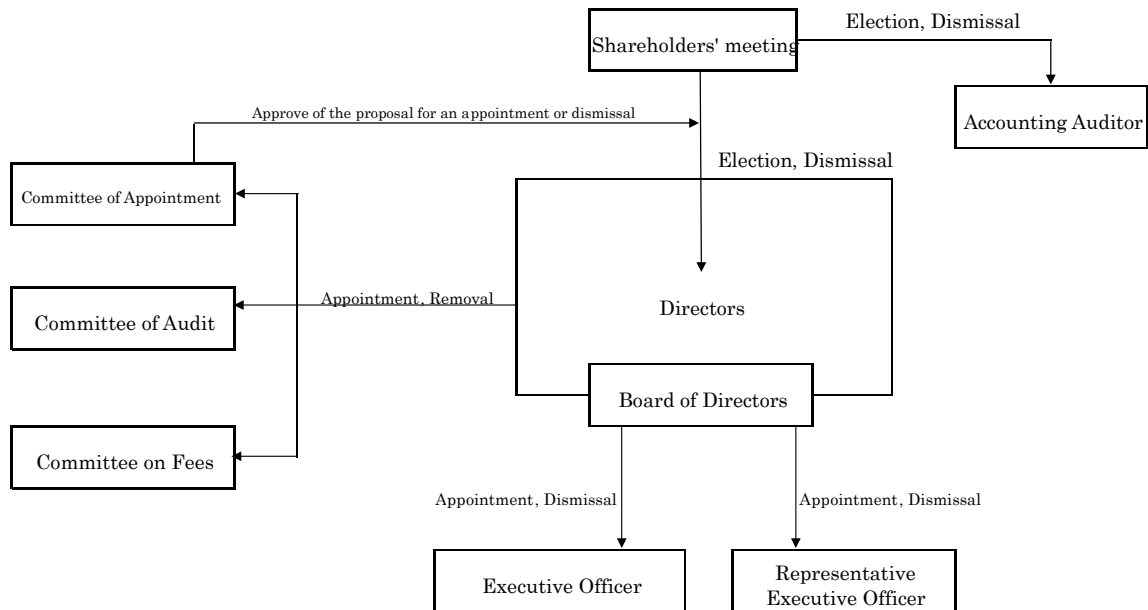 Election, Dismissal
Shareholders' meeting
Approve of the proposal for an appointment or dismissal
Accounting Auditor
Election, Dismissal
Committee of Appointment
Appointment, Removal
Directors
Committee of Audit
Board of Directors
Committee on Fees
Appointment, Dismissal
Appointment, Dismissal
Executive Officer
Representative
Executive Officer